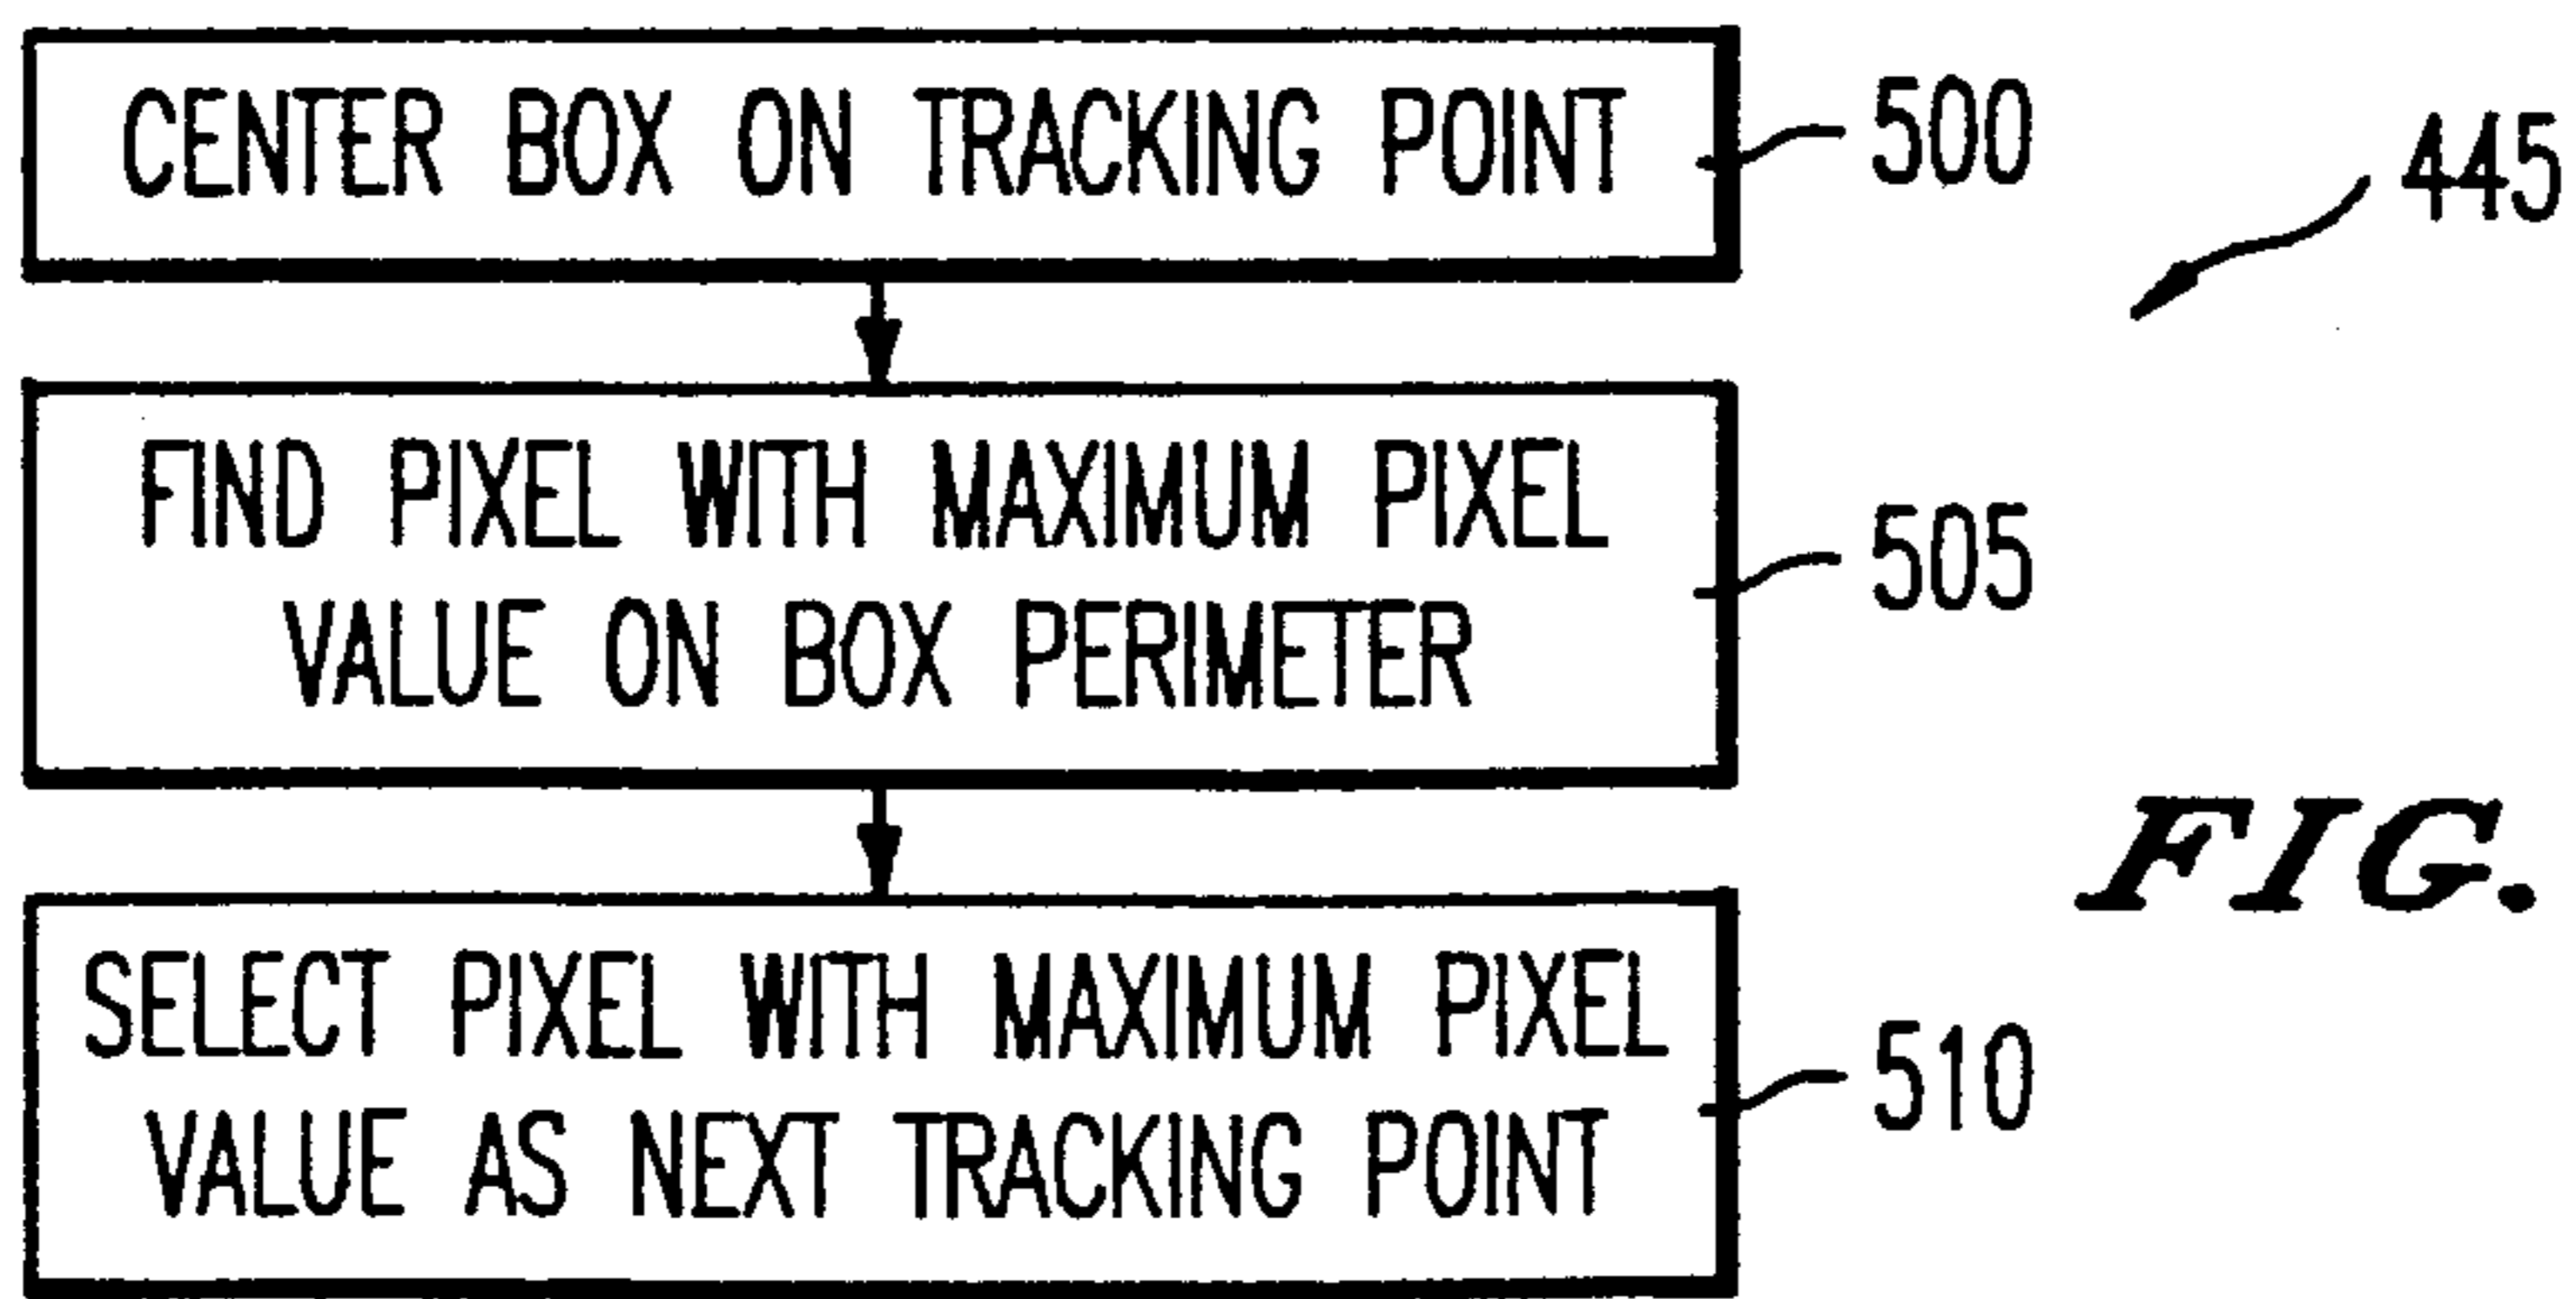 CENTER BOX ON TRACKING POINT
500
445
FIND PIXEL WITH MAXIMUM PIXEL
VALUE ON BOX PERIMETER
505
FIG.
SELECT PIXEL WITH MAXIMUM PIXEL
VALUE AS NEXT TRACKING POINT
510